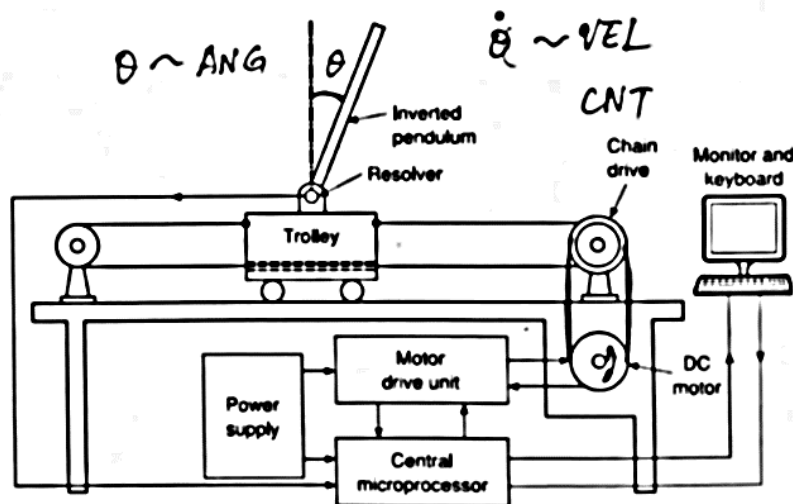 θ ~ ANG
θ
θ̇ ~ VEL
CNT
Inverted
pendulum
Resolver
Chain
drive
Monitor and
keyboard
Trolley
Motor
drive unit
DC
motor
Power
supply
Central
microprocessor